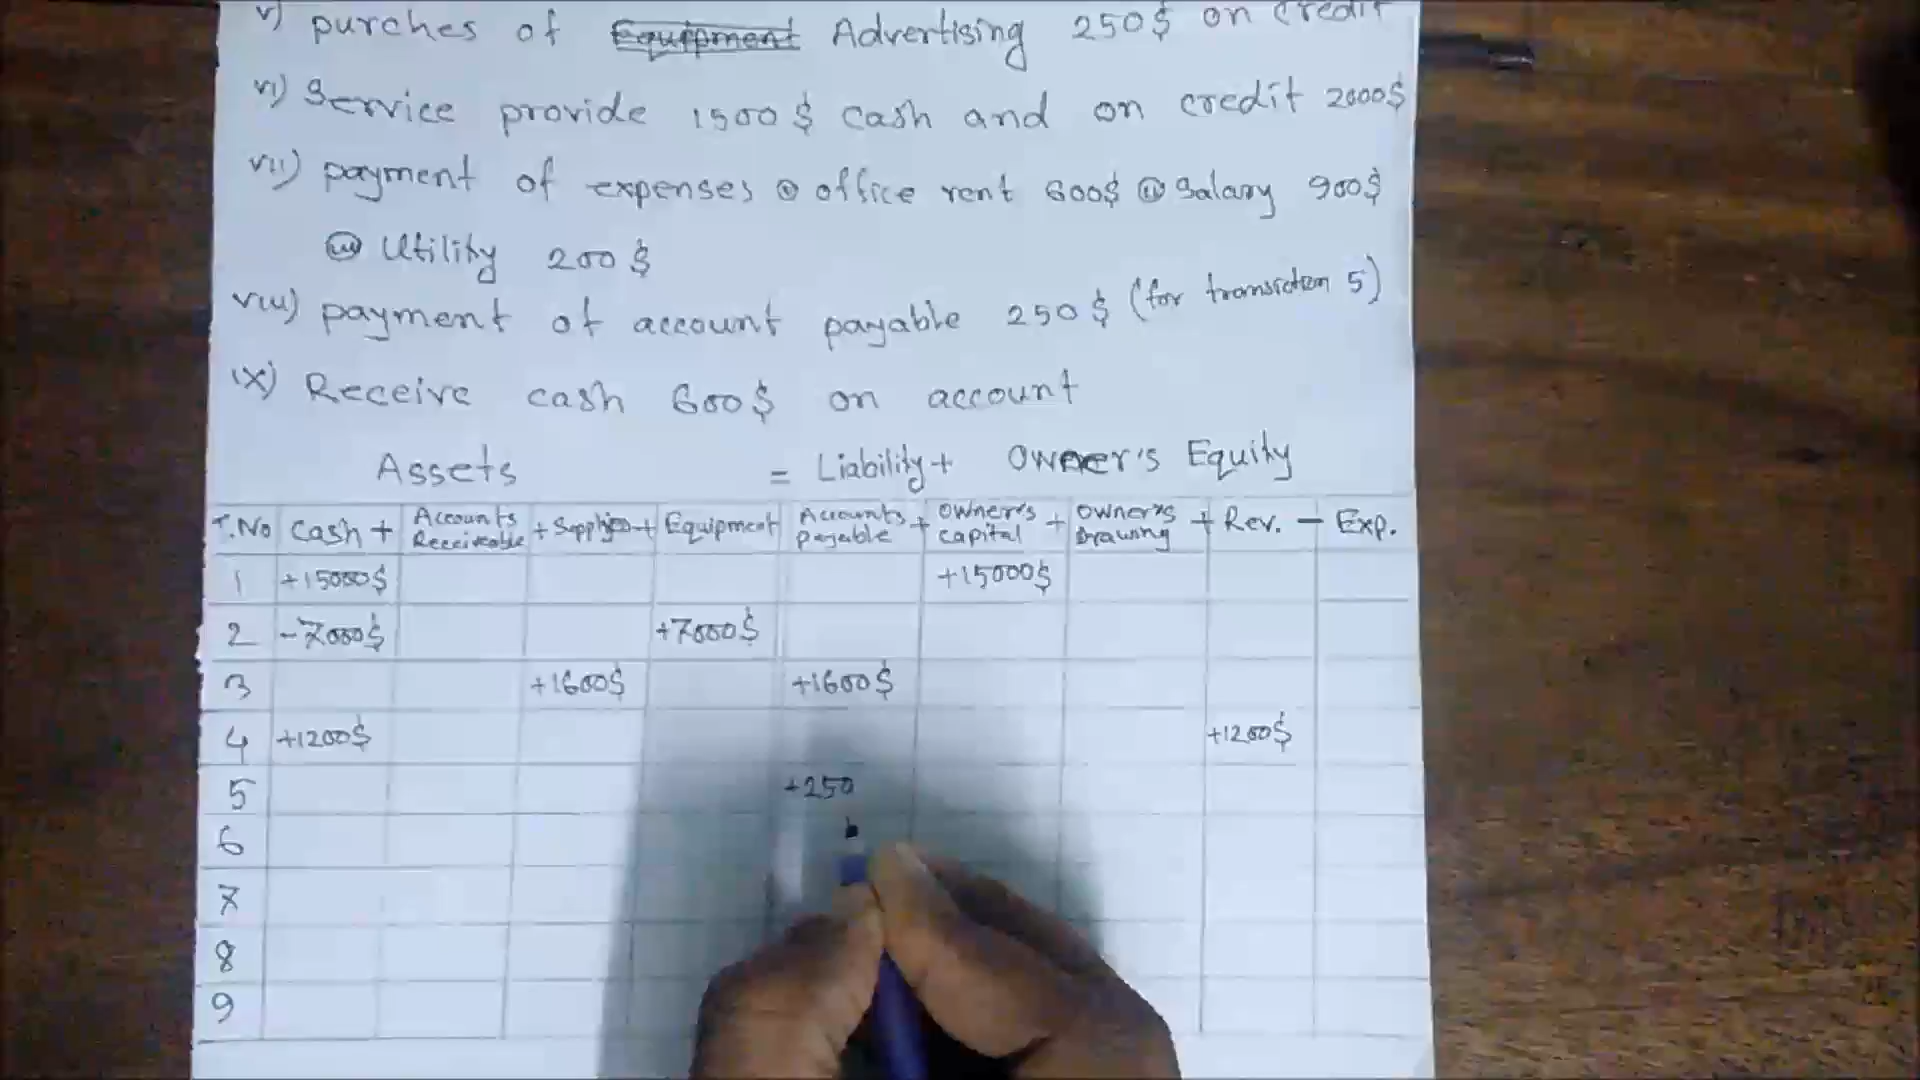 v) purches of Equipment Advertising 250$ on credit
vi) Service provide 1500$ cash and on credit 2000$
vii) payment of expenses (i) office rent 600$ (ii) Salary 900$
(iii) Utility 200$
viii) payment of account payable 250$ (for transiction 5)
ix) Receive cash 600$ on account
Assets = Liability + Owner's Equity
T.No Cash + Accounts Receiveable + Supplies + Equipment Accounts payable + Owner's capital + Owner's Drawing + Rev. - Exp.
1 +15000$ +15000$
2 -7000$ +7000$
3 +1600$ +1600$
4 +1200$ +1200$
5 +250
6
7
8
9